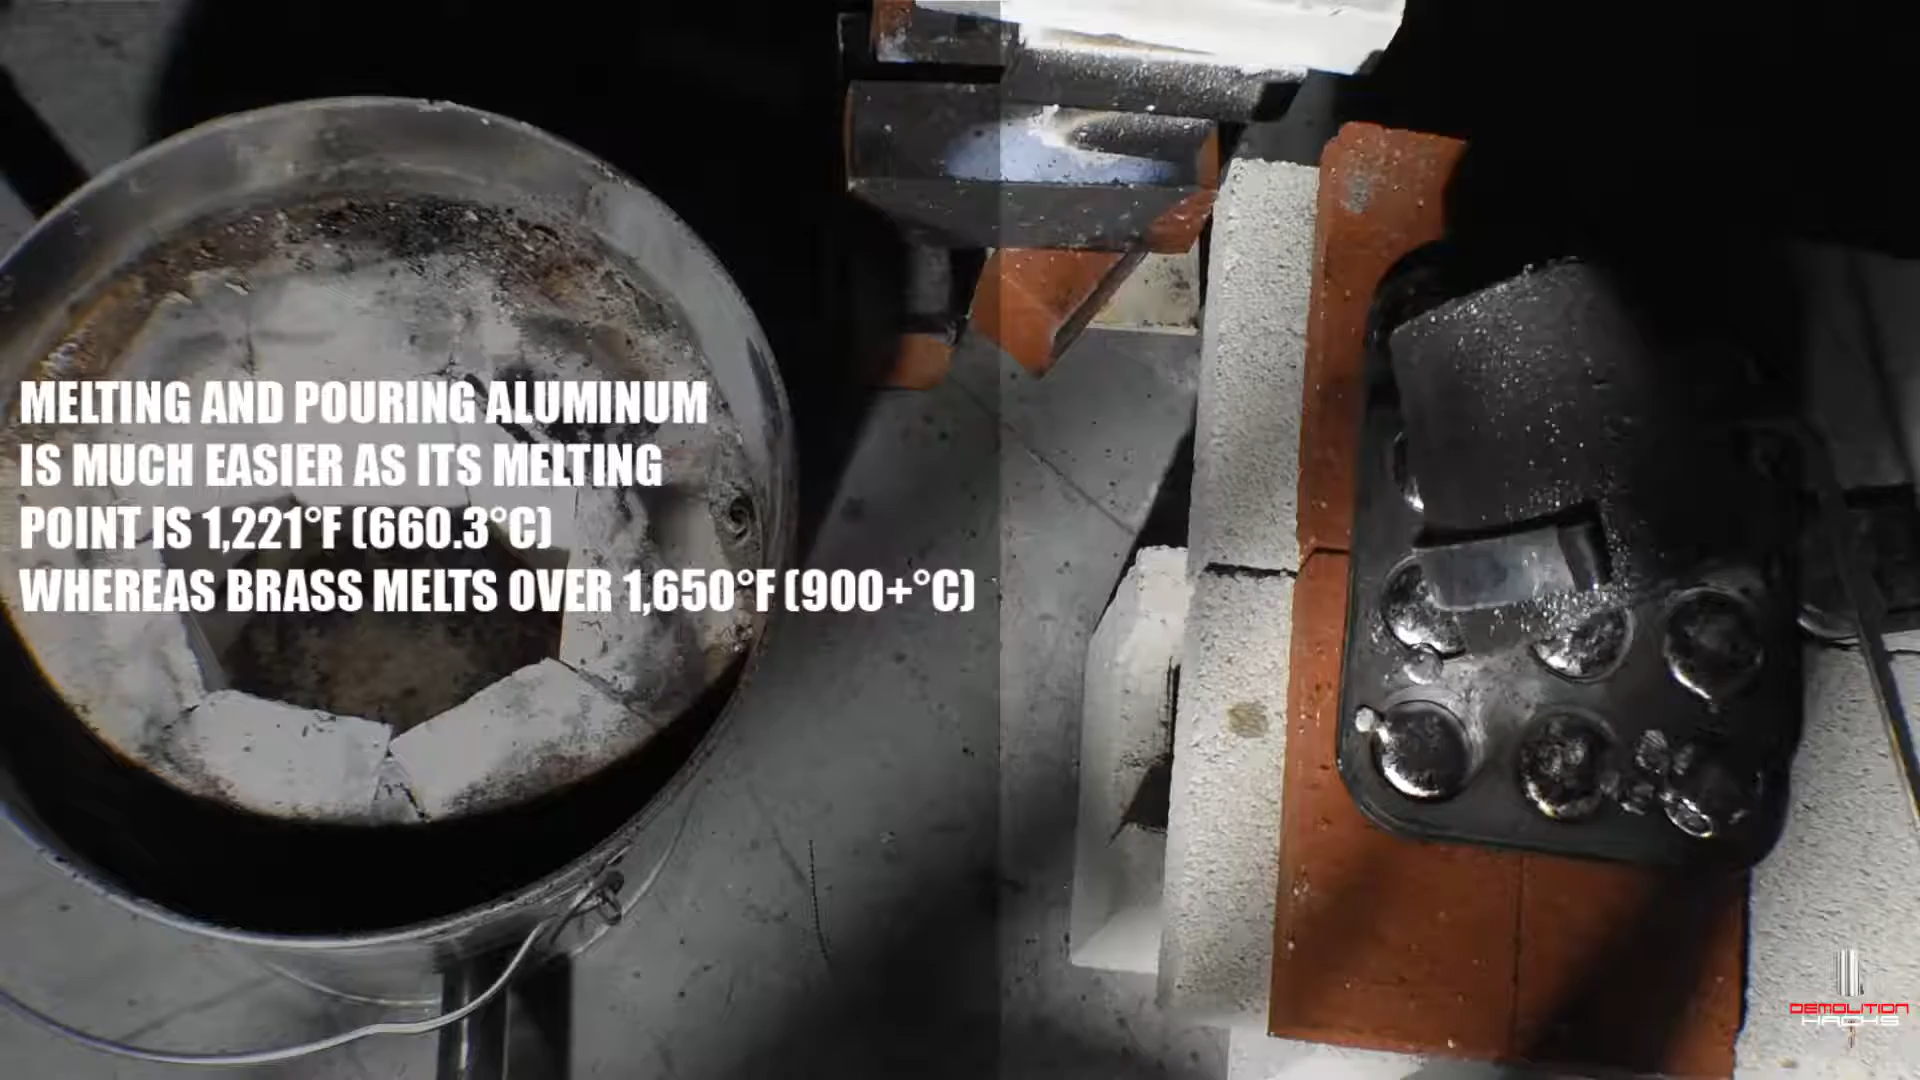 MELTING AND POURING ALUMINUM
IS MUCH EASIER AS ITS MELTING
POINT IS 1,221°F (660.3°C)
WHEREAS BRASS MELTS OVER 1,650°F (900+°C)
DEMOLITION
HACKS